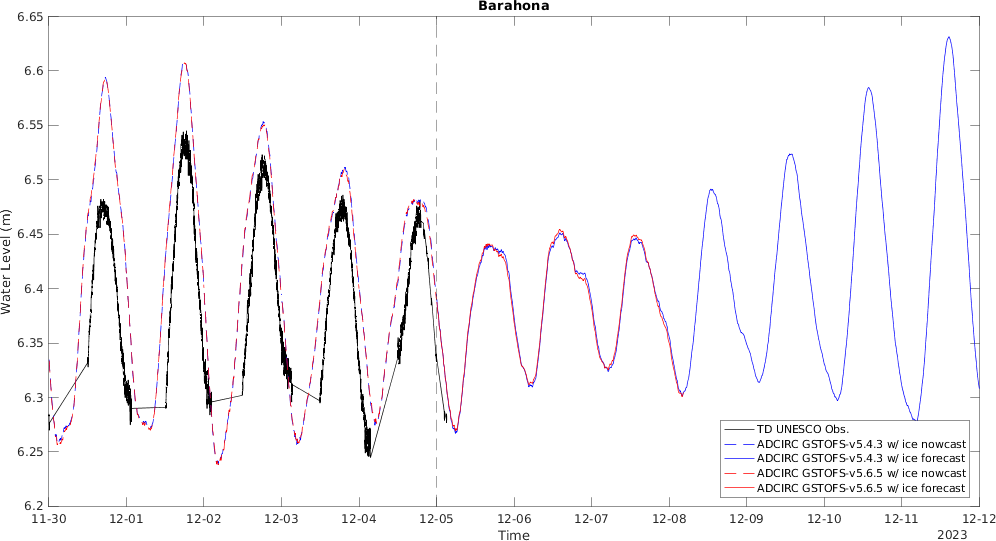 Barahona
6.65
6.6
6.55
6.5
6.45
6.4
6.35
6.3
6.25
6.2
Water Level (m)
TD UNESCO Obs.
ADCIRC GSTOFS-v5.4.3 w/ ice nowcast
ADCIRC GSTOFS-v5.4.3 w/ ice forecast
ADCIRC GSTOFS-v5.6.5 w/ ice nowcast
ADCIRC GSTOFS-v5.6.5 w/ ice forecast
11-30 12-01 12-02 12-03 12-04 12-05 12-06 12-07 12-08 12-09 12-10 12-11 12-12
Time
2023